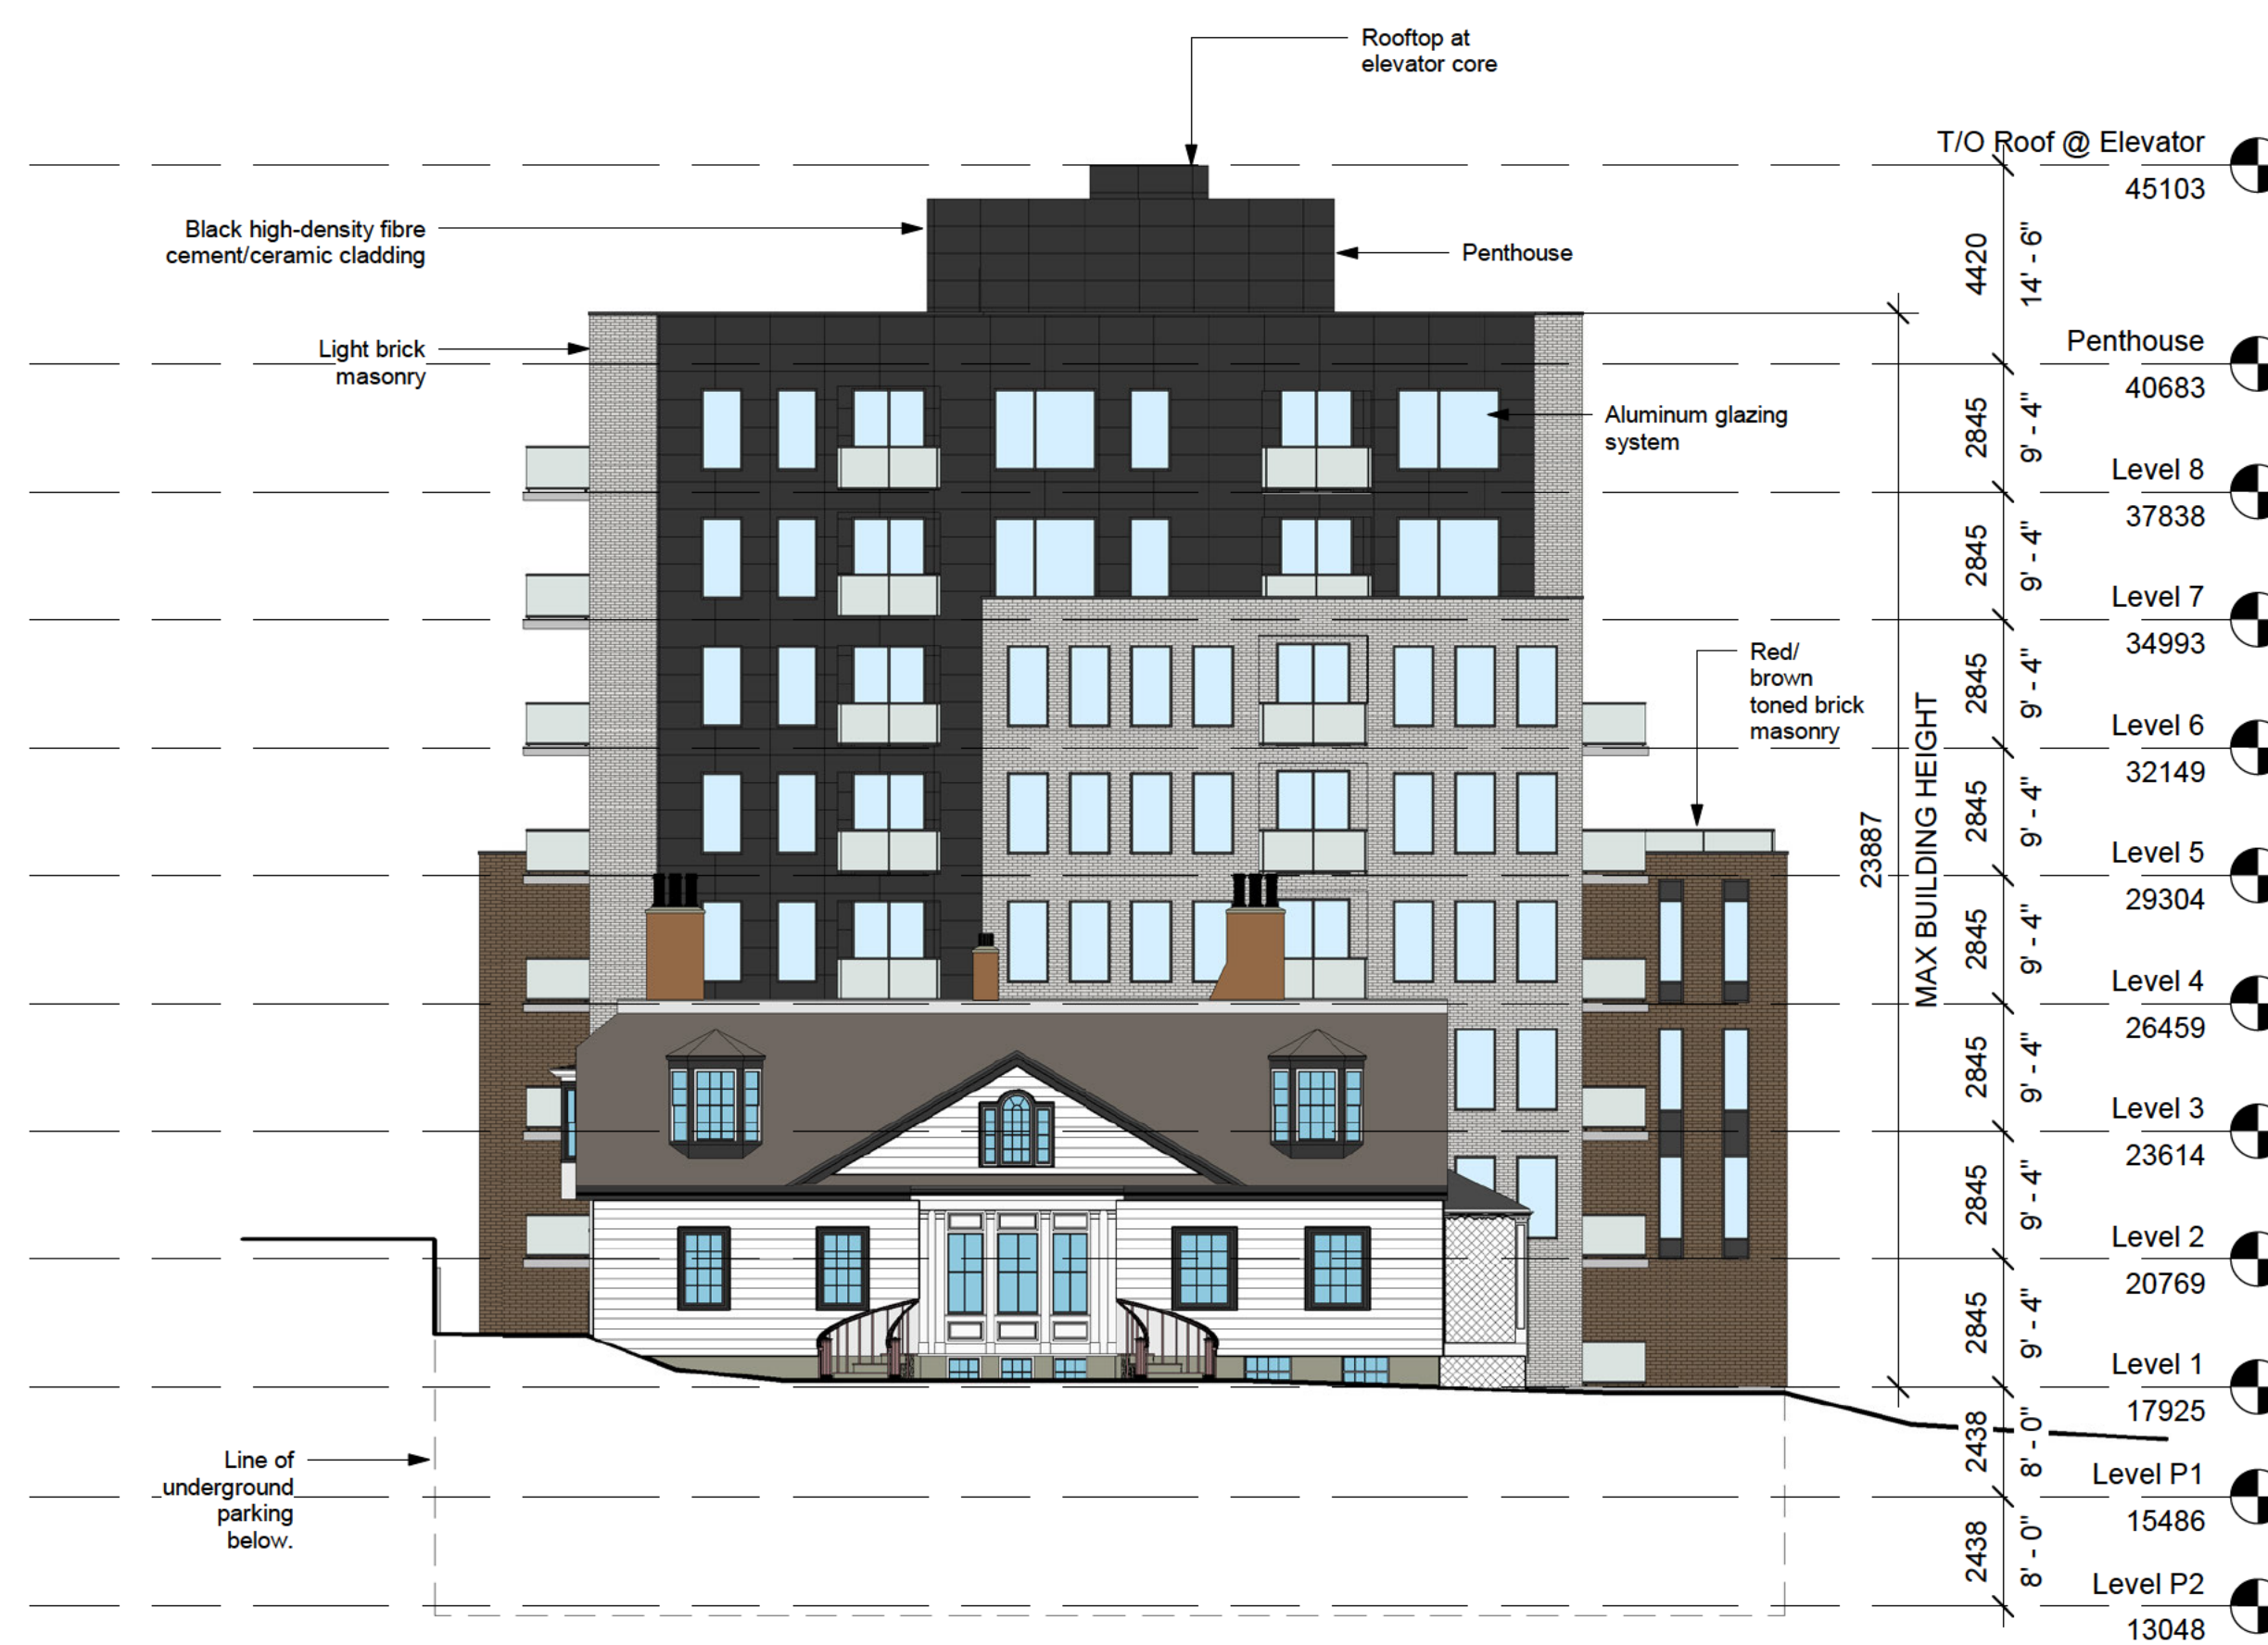 Rooftop at
elevator core
T/O Roof @ Elevator
45103
Black high-density fibre
cement/ceramic cladding
Penthouse
4420
14' - 6"
Light brick
masonry
Penthouse
40683
Aluminum glazing
system
2845
9' - 4"
Level 8
37838
2845
9' - 4"
Level 7
34993
Red/
brown
toned brick
masonry
2845
9' - 4"
Level 6
32149
23887
MAX BUILDING HEIGHT
2845
9' - 4"
Level 5
29304
2845
9' - 4"
Level 4
26459
2845
9' - 4"
Level 3
23614
2845
9' - 4"
Level 2
20769
2845
9' - 4"
Level 1
17925
Line of
underground
parking
below.
2438
8' - 0"
Level P1
15486
2438
8' - 0"
Level P2
13048